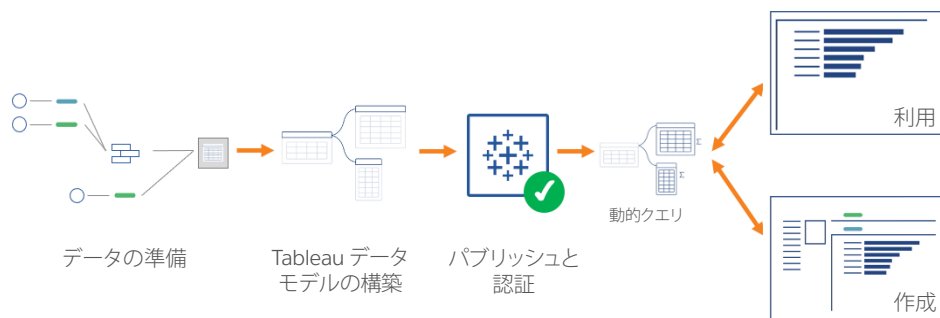 データの準備
Tableau データ
モデルの構築
パブリッシュと
認証
動的クエリ
Σ
Σ
利用
作成